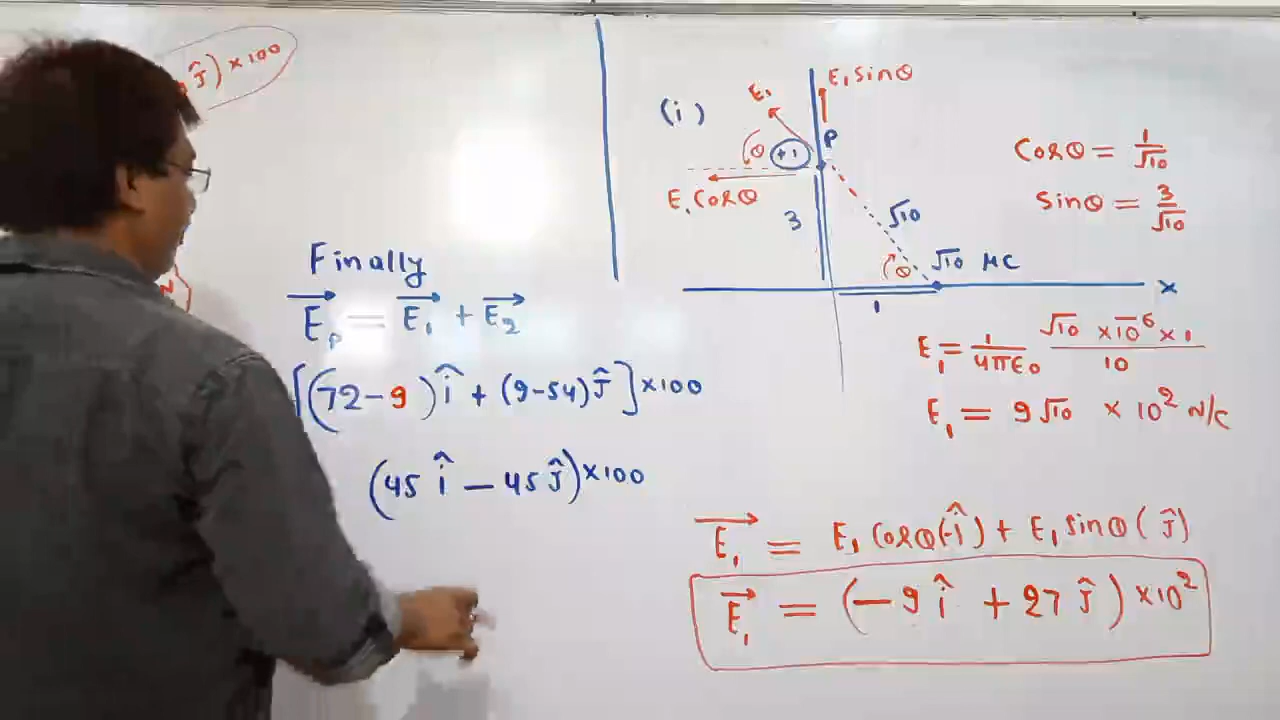 ĵ) × 100
Finally
E⃗p = E⃗1 + E⃗2
[(72-9) î + (9-54) ĵ] × 100
(45 î - 45 ĵ) × 100
(i)
E1
E1 sinθ
P
θ
+1
E1 Cosθ
3
√10
θ
√10 μC
x
1
Cosθ = 1/√10
Sinθ = 3/√10
E1 = 1/4πε0 √10 × 10^-6 × 1 / 10
E1 = 9√10 × 10² N/C
E⃗1 = E1 Cosθ(-î) + E1 sinθ (ĵ)
E⃗1 = (-9 î + 27 ĵ) × 10²